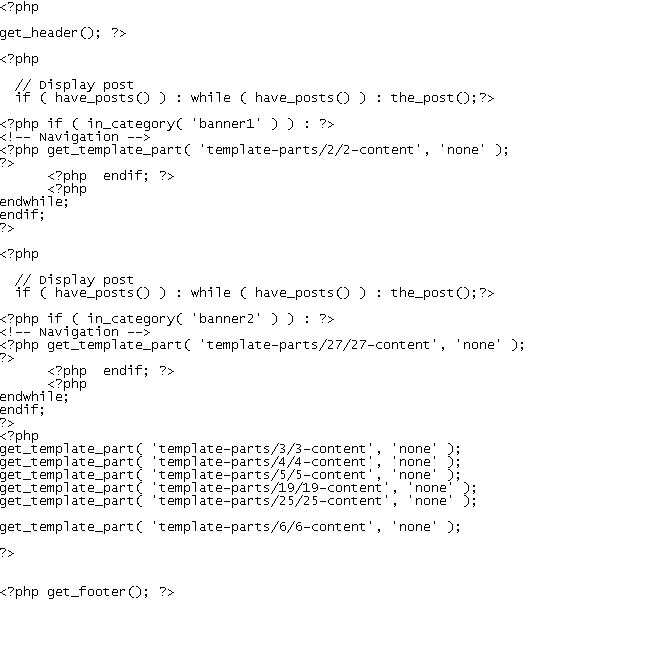 <?php

get_header(); ?>

<?php

  // Display post
  if ( have_posts() ) : while ( have_posts() ) : the_post();?>

<?php if ( in_category( 'banner1' ) ) : ?>
<!-- Navigation -->
<?php get_template_part( 'template-parts/2/2-content', 'none' );
?>
      <?php  endif; ?>
      <?php
endwhile;
endif;
?>

<?php

  // Display post
  if ( have_posts() ) : while ( have_posts() ) : the_post();?>

<?php if ( in_category( 'banner2' ) ) : ?>
<!-- Navigation -->
<?php get_template_part( 'template-parts/27/27-content', 'none' );
?>
      <?php  endif; ?>
      <?php
endwhile;
endif;
?>
<?php
get_template_part( 'template-parts/3/3-content', 'none' );
get_template_part( 'template-parts/4/4-content', 'none' );
get_template_part( 'template-parts/5/5-content', 'none' );
get_template_part( 'template-parts/19/19-content', 'none' );
get_template_part( 'template-parts/25/25-content', 'none' );

get_template_part( 'template-parts/6/6-content', 'none' );

?>


<?php get_footer(); ?>